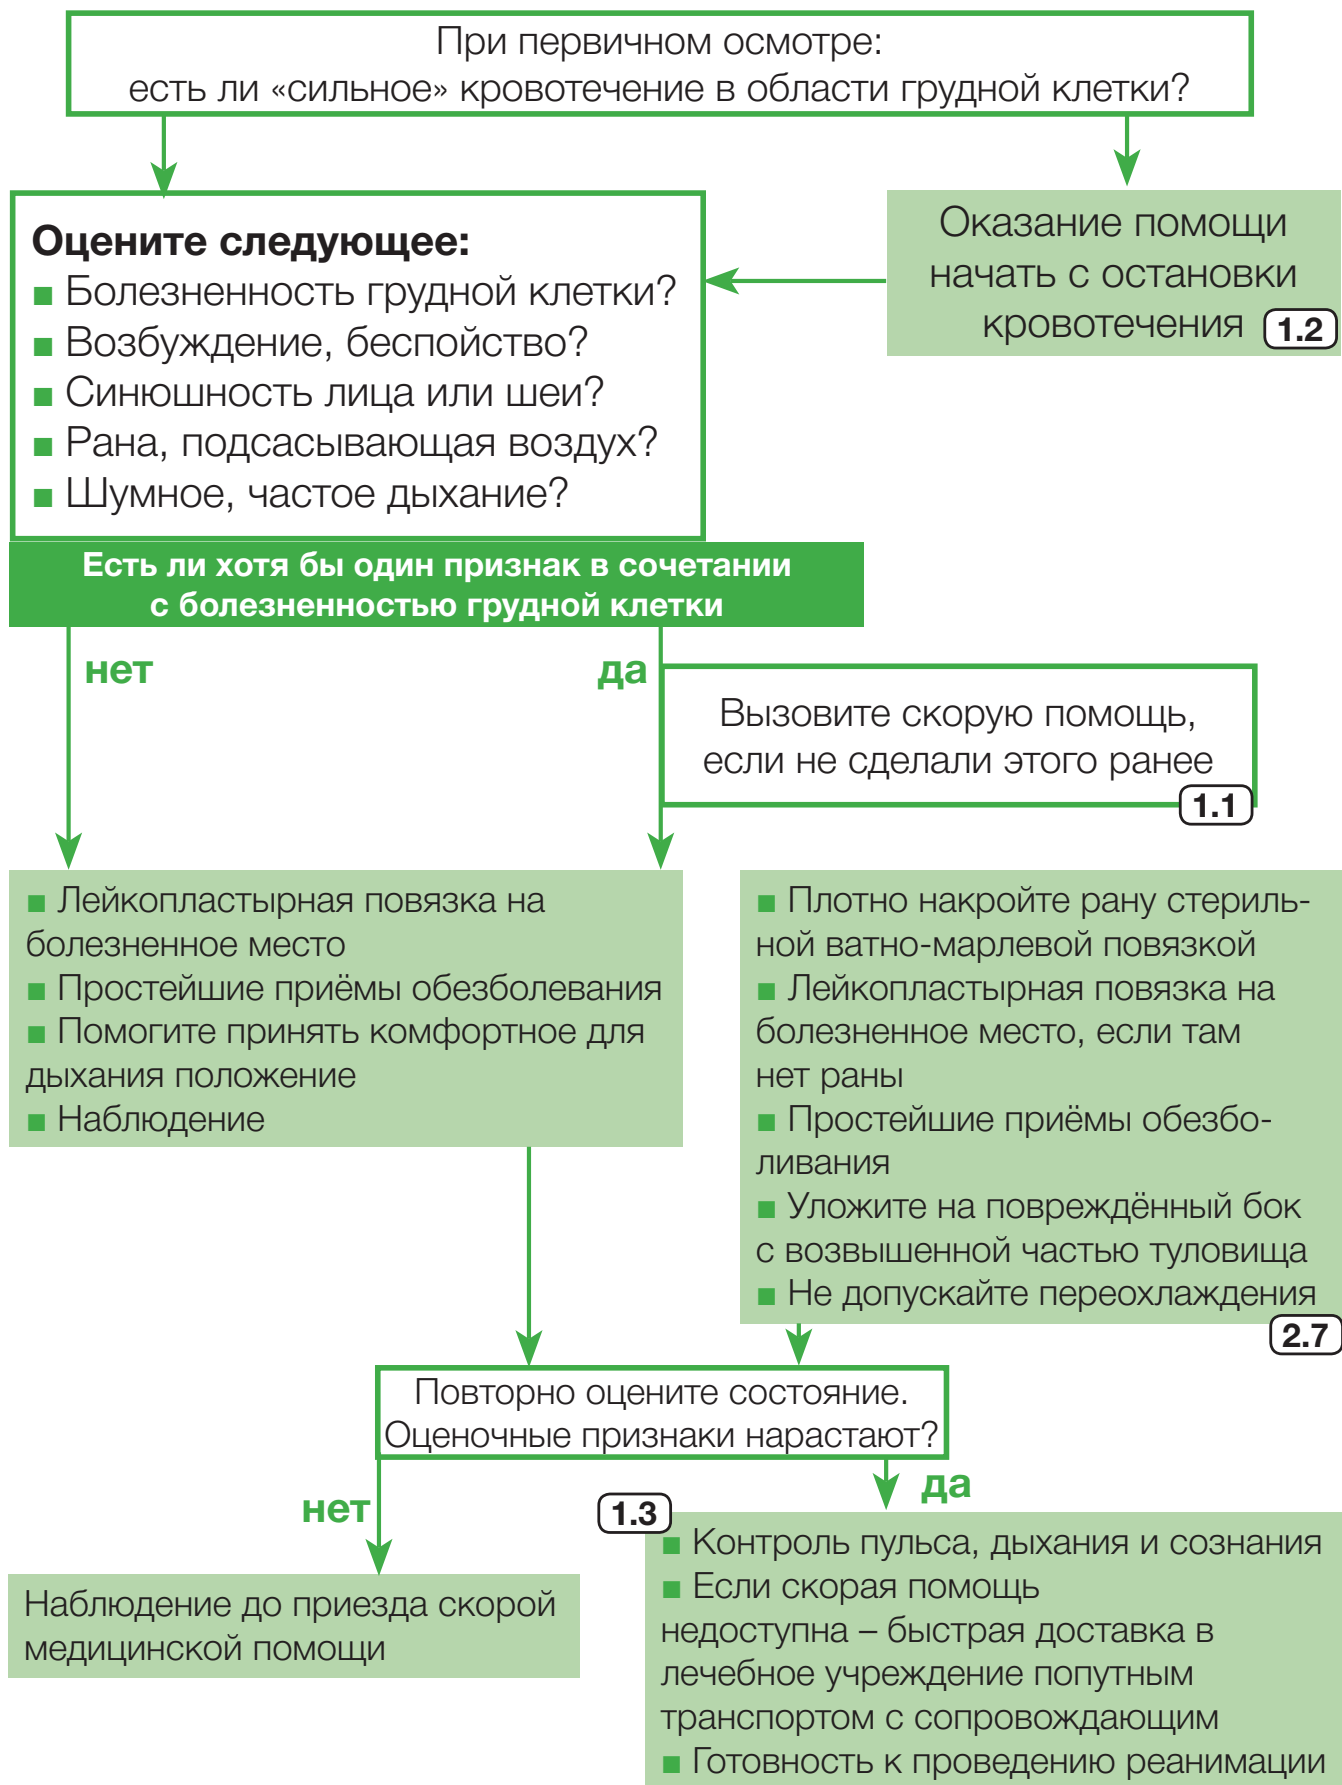 При первичном осмотре:
есть ли «сильное» кровотечение в области грудной клетки?
Оцените следующее:
■ Болезненность грудной клетки?
■ Возбуждение, беспойство?
■ Синюшность лица или шеи?
■ Рана, подсасывающая воздух?
■ Шумное, частое дыхание?
Оказание помощи
начать с остановки
кровотечения 1.2
Есть ли хотя бы один признак в сочетании
с болезненностью грудной клетки
нет
да
Вызовите скорую помощь,
если не сделали этого ранее
1.1
■ Лейкопластырная повязка на
болезненное место
■ Простейшие приёмы обезболевания
■ Помогите принять комфортное для
дыхания положение
■ Наблюдение
■ Плотно накройте рану стериль-
ной ватно-марлевой повязкой
■ Лейкопластырная повязка на
болезненное место, если там
нет раны
■ Простейшие приёмы обезбо-
ливания
■ Уложите на повреждённый бок
с возвышенной частью туловища
■ Не допускайте переохлаждения
2.7
Повторно оцените состояние.
Оценочные признаки нарастают?
нет
да
Наблюдение до приезда скорой
медицинской помощи
1.3
■ Контроль пульса, дыхания и сознания
■ Если скорая помощь
недоступна – быстрая доставка в
лечебное учреждение попутным
транспортом с сопровождающим
■ Готовность к проведению реанимации